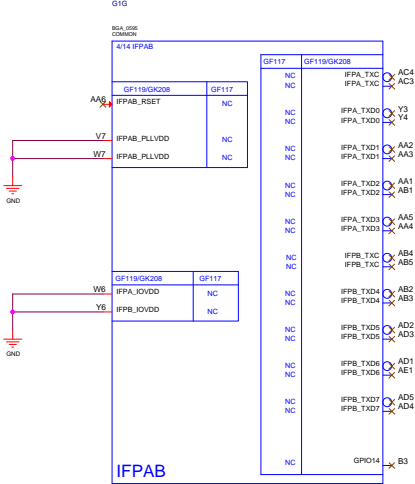 G1G
BGA_0595
COMMON
4/14 IFPAB
GF117 GF119/GK208
NC IFPA_TXC AC4
NC IFPA_TXC AC3
GF119/GK208 GF117
AA6 IFPAB_RSET NC
NC IFPA_TXD0 Y3
NC IFPA_TXD0 Y4
V7 IFPAB_PLLVDD NC
NC IFPA_TXD1 AA2
NC IFPA_TXD1 AA3
W7 IFPAB_PLLVDD NC
NC IFPA_TXD2 AA1
NC IFPA_TXD2 AB1
GND
NC IFPA_TXD3 AA5
NC IFPA_TXD3 AA4
NC IFPB_TXC AB4
NC IFPB_TXC AB5
GF119/GK208 GF117
W6 IFPA_IOVDD NC
NC IFPB_TXD4 AB2
NC IFPB_TXD4 AB3
Y6 IFPB_IOVDD NC
NC IFPB_TXD5 AD2
NC IFPB_TXD5 AD3
GND
NC IFPB_TXD6 AD1
NC IFPB_TXD6 AE1
NC IFPB_TXD7 AD5
NC IFPB_TXD7 AD4
NC GPIO14 B3
IFPAB